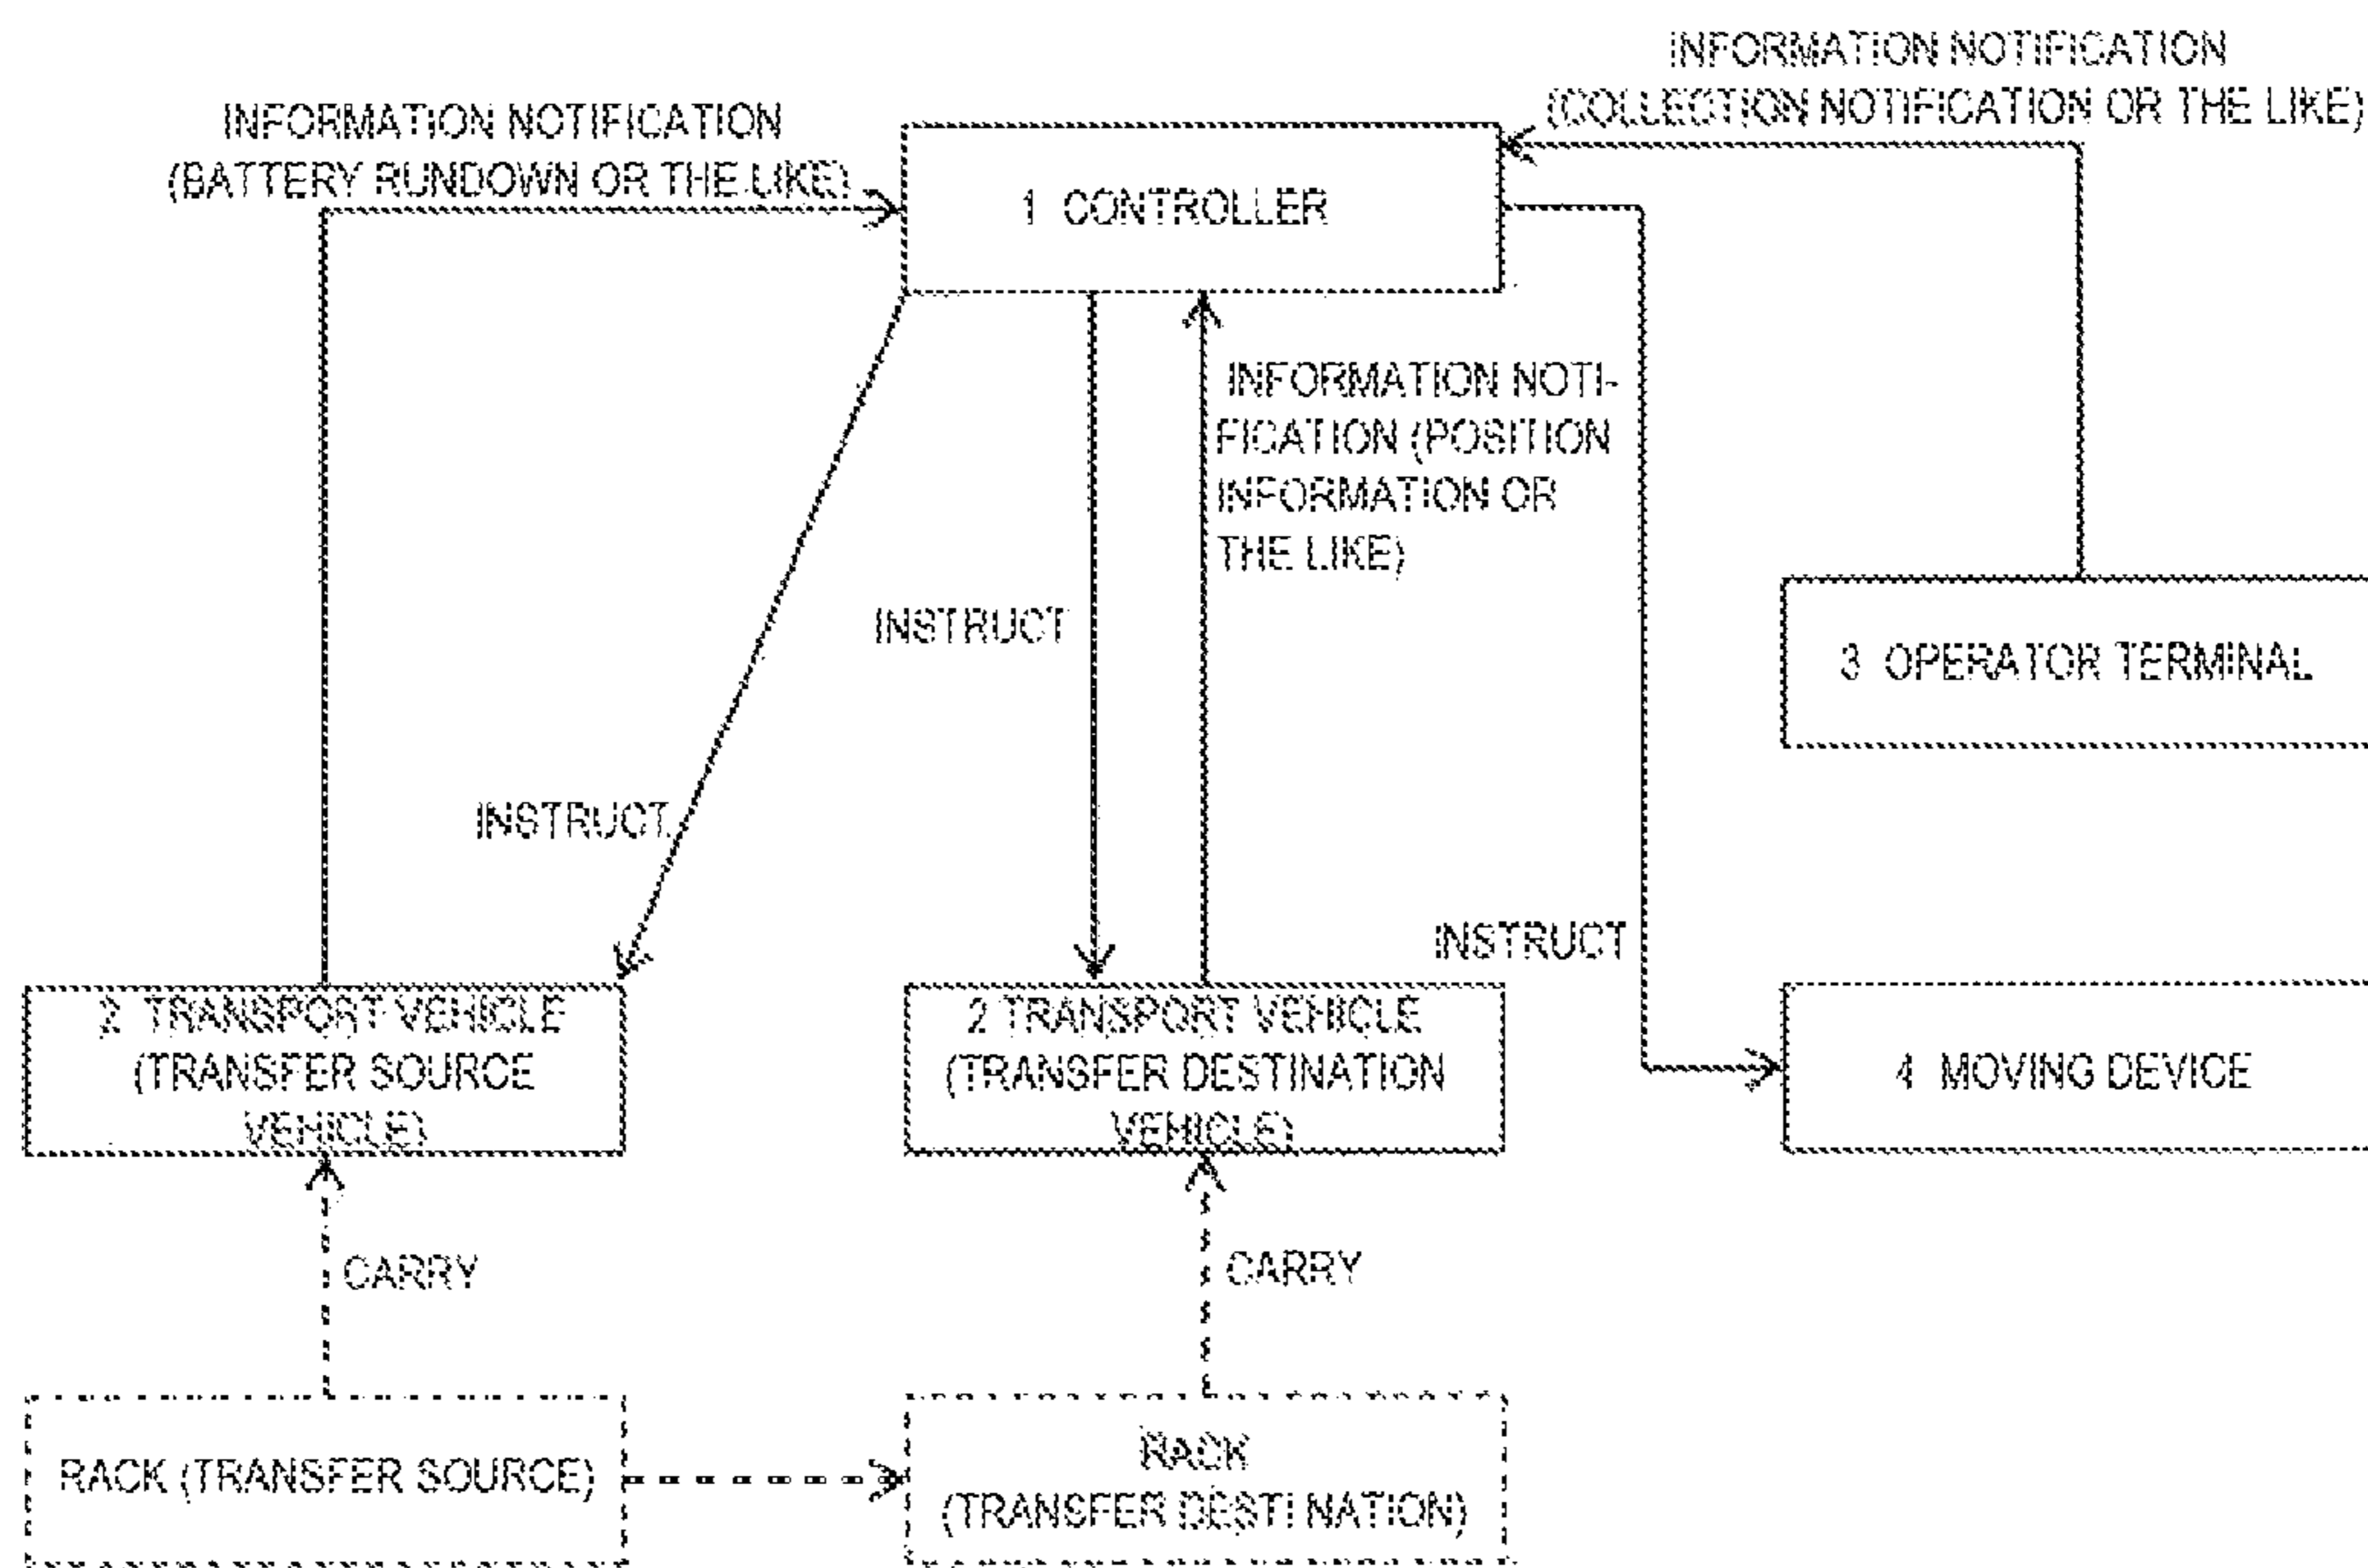 INFORMATION NOTIFICATION
(COLLECTION NOTIFICATION OR THE LIKE)
INFORMATION NOTIFICATION
(BATTERY RUNDOWN OR THE LIKE)
1 CONTROLLER
INFORMATION NOTI-
FICATION (POSITION
INFORMATION OR
THE LIKE)
INSTRUCT
3 OPERATOR TERMINAL
INSTRUCT
INSTRUCT
2 TRANSPORT VEHICLE
(TRANSFER SOURCE
VEHICLE)
2 TRANSPORT VEHICLE
(TRANSFER DESTINATION
VEHICLE)
4 MOVING DEVICE
CARRY
CARRY
RACK (TRANSFER SOURCE)
RACK
(TRANSFER DESTI NATION)